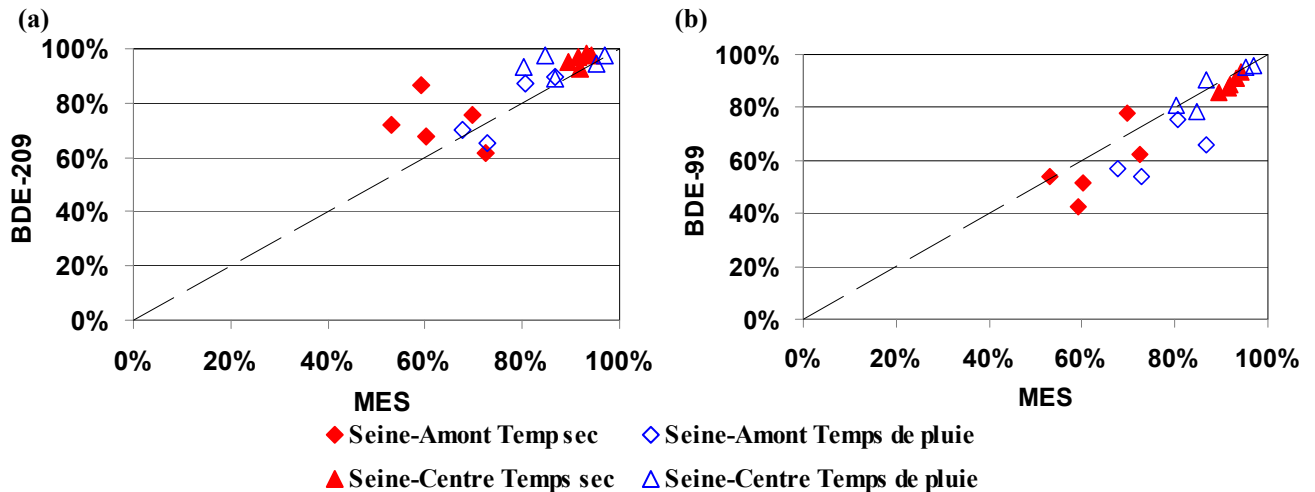 (a)
100%
80%
60%
40%
20%
0%
BDE-209
0% 20% 40% 60% 80% 100%
MES
(b)
100%
80%
60%
40%
20%
0%
BDE-99
0% 20% 40% 60% 80% 100%
MES
Seine-Amont Temp sec
Seine-Amont Temps de pluie
Seine-Centre Temps sec
Seine-Centre Temps de pluie